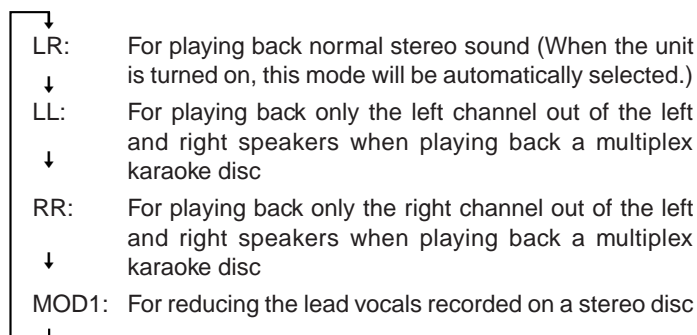 LR: For playing back normal stereo sound (When the unit
is turned on, this mode will be automatically selected.)
LL: For playing back only the left channel out of the left
and right speakers when playing back a multiplex
karaoke disc
RR: For playing back only the right channel out of the left
and right speakers when playing back a multiplex
karaoke disc
MOD1: For reducing the lead vocals recorded on a stereo disc